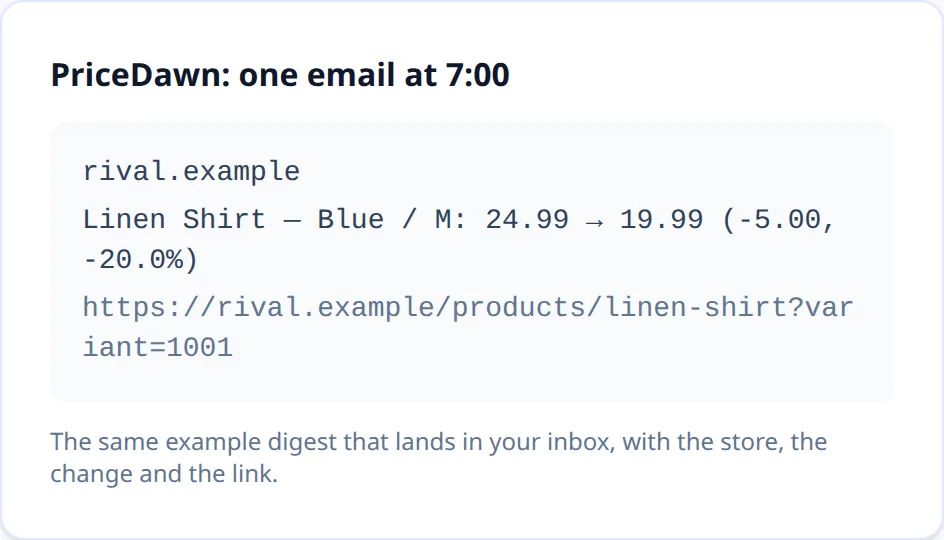 PriceDawn: one email at 7:00
rival.example
Linen Shirt — Blue / M: 24.99 → 19.99 (-5.00,
-20.0%)
https://rival.example/products/linen-shirt?var
iant=1001
The same example digest that lands in your inbox, with the store, the
change and the link.